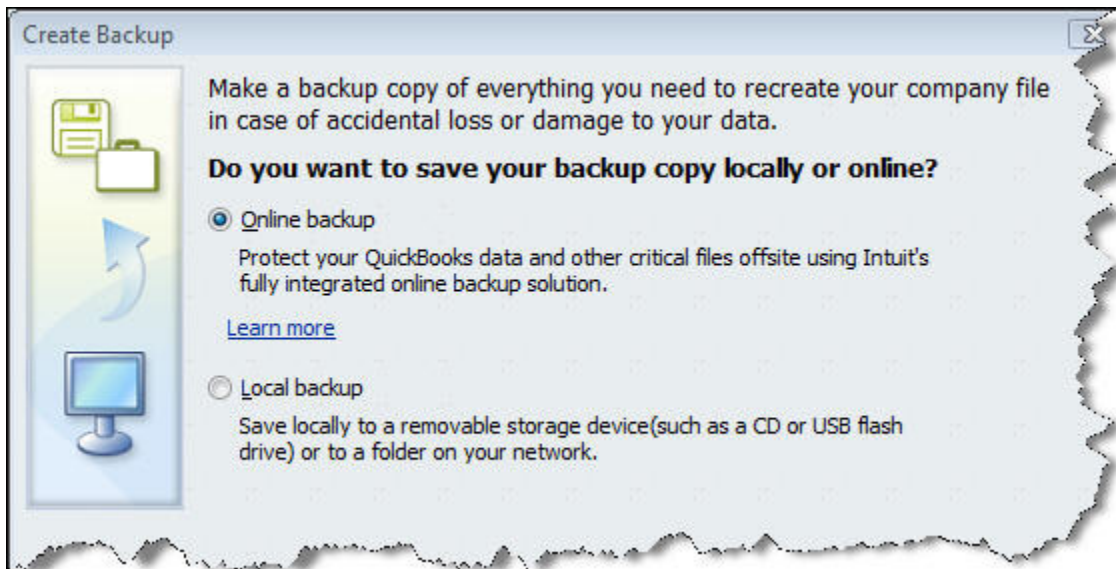 Create Backup
Make a backup copy of everything you need to recreate your company file
in case of accidental loss or damage to your data.
Do you want to save your backup copy locally or online?
Online backup
Protect your QuickBooks data and other critical files offsite using Intuit's
fully integrated online backup solution.
Learn more
Local backup
Save locally to a removable storage device(such as a CD or USB flash
drive) or to a folder on your network.